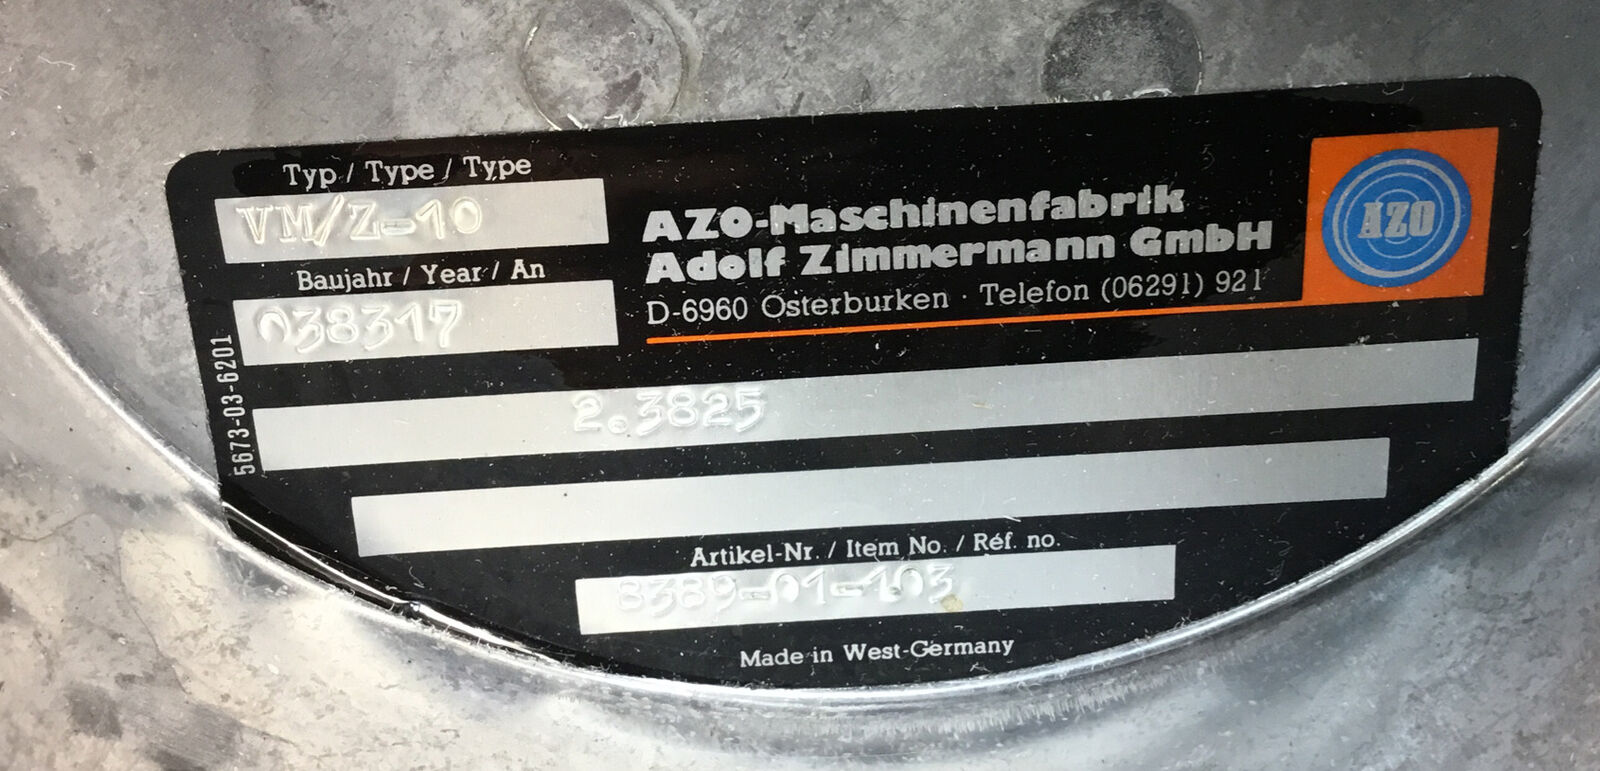 Typ / Type / Type
VM/Z-10
Baujahr / Year / An
038317
AZO-Maschinenfabrik
Adolf Zimmermann GmbH
D-6960 Osterburken · Telefon (06291) 921
AZO
5673-03-6201
2.3825
Artikel-Nr. / Item No. / Réf. no.
8389-01-103
Made in West-Germany